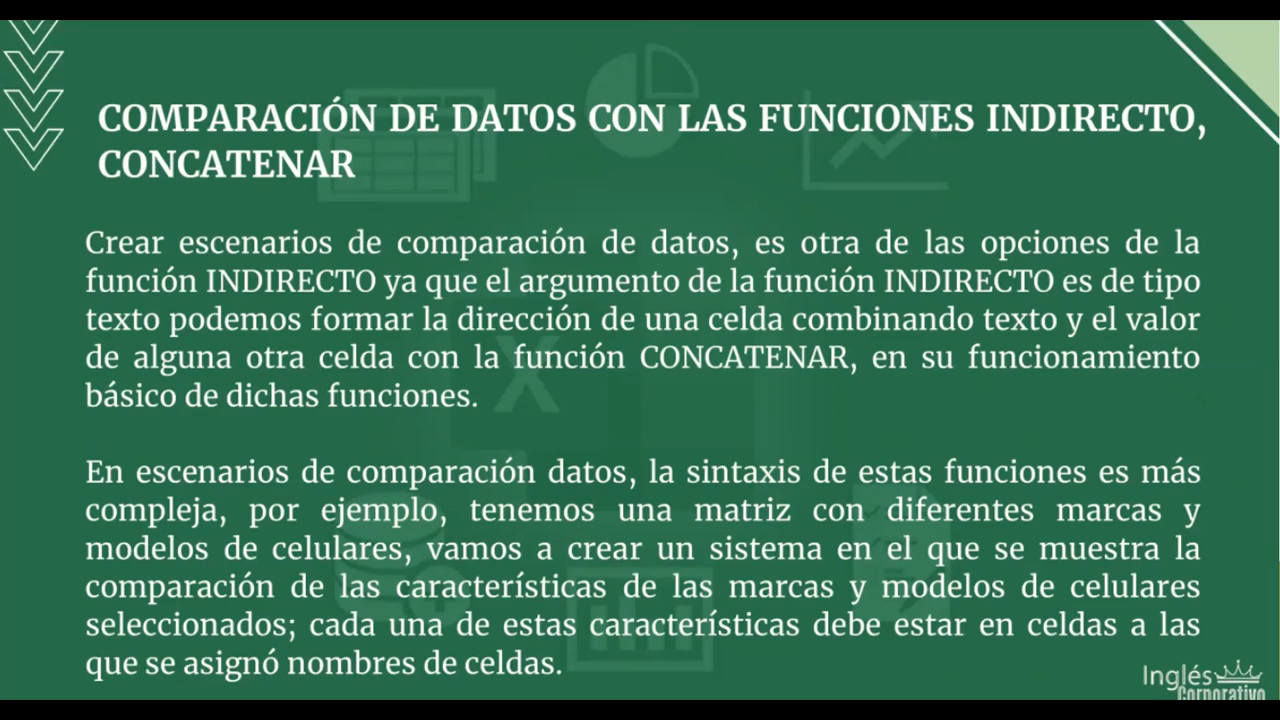 COMPARACIÓN DE DATOS CON LAS FUNCIONES INDIRECTO,
CONCATENAR
Crear escenarios de comparación de datos, es otra de las opciones de la
función INDIRECTO ya que el argumento de la función INDIRECTO es de tipo
texto podemos formar la dirección de una celda combinando texto y el valor
de alguna otra celda con la función CONCATENAR, en su funcionamiento
básico de dichas funciones.
En escenarios de comparación datos, la sintaxis de estas funciones es más
compleja, por ejemplo, tenemos una matriz con diferentes marcas y
modelos de celulares, vamos a crear un sistema en el que se muestra la
comparación de las características de las marcas y modelos de celulares
seleccionados; cada una de estas características debe estar en celdas a las
que se asignó nombres de celdas.
Inglés
Corporativo